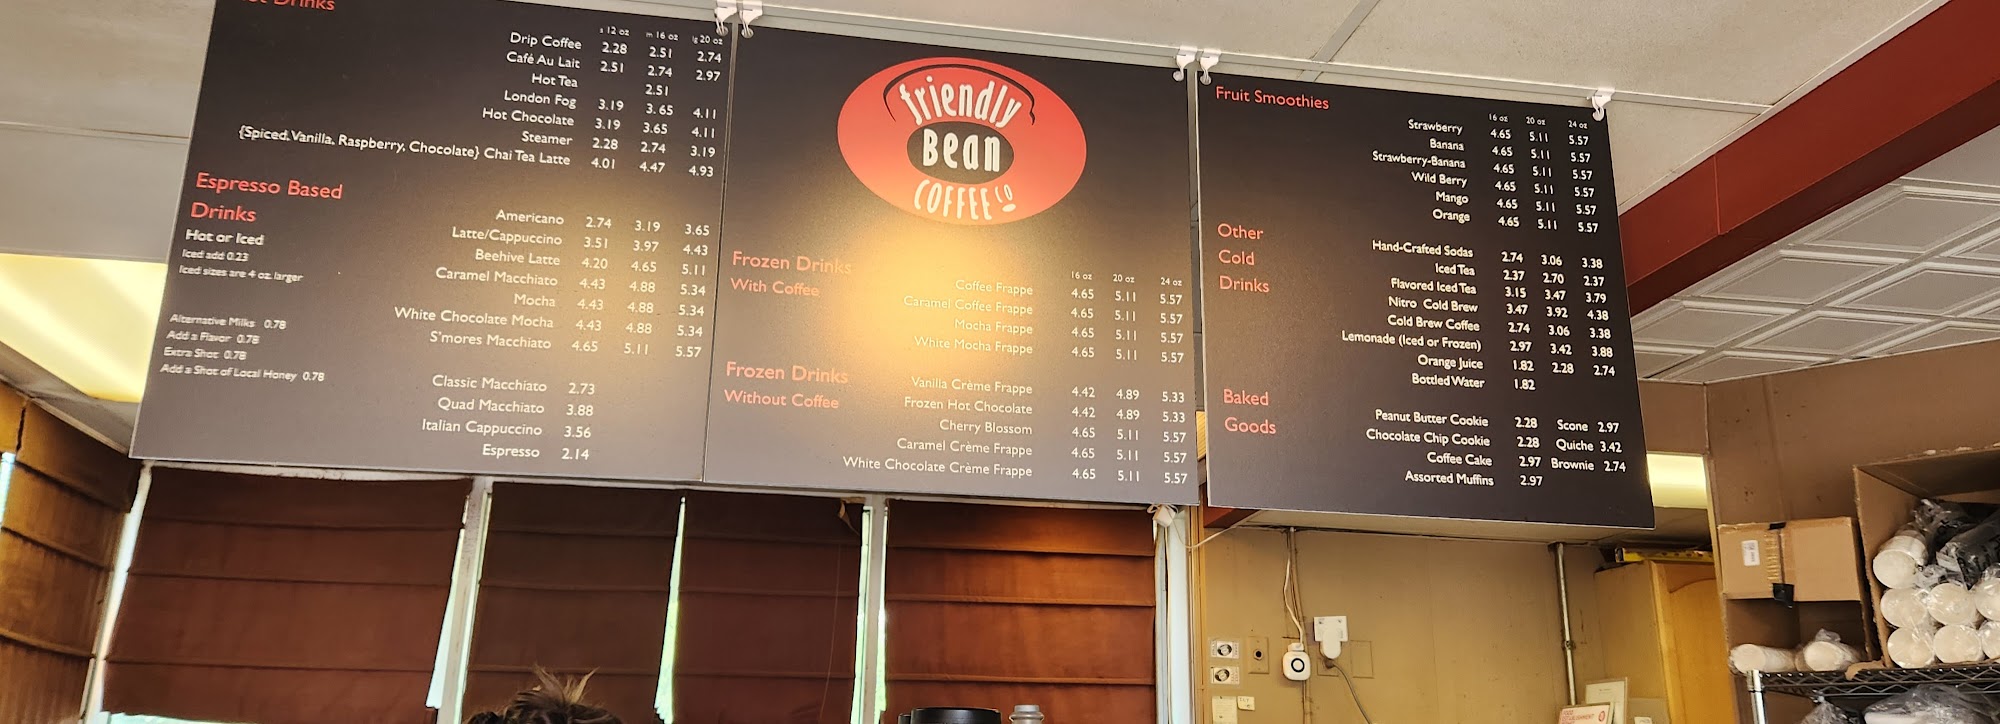 Drinks
s 12 oz m 16 oz lg 20 oz
Drip Coffee 2.28 2.51 2.74
Café Au Lait 2.51 2.74 2.97
Hot Tea 2.51
London Fog 3.19 3.65 4.11
Hot Chocolate 3.19 3.65 4.11
Steamer 2.28 2.74 3.19
{Spiced, Vanilla, Raspberry, Chocolate} Chai Tea Latte 4.01 4.47 4.93
Espresso Based
Drinks
Hot or Iced
Iced add 0.23
Iced sizes are 4 oz. larger
Alternative Milks 0.78
Add a Flavor 0.78
Extra Shot 0.78
Add a Shot of Local Honey 0.78
Americano 2.74 3.19 3.65
Latte/Cappuccino 3.51 3.97 4.43
Beehive Latte 4.20 4.65 5.11
Caramel Macchiato 4.43 4.88 5.34
Mocha 4.43 4.88 5.34
White Chocolate Mocha 4.43 4.88 5.34
S'mores Macchiato 4.65 5.11 5.57
Classic Macchiato 2.73
Quad Macchiato 3.88
Italian Cappuccino 3.56
Espresso 2.14
friendly
Bean
COFFEE CO
Frozen Drinks
With Coffee
16 oz 20 oz 24 oz
Coffee Frappe 4.65 5.11 5.57
Caramel Coffee Frappe 4.65 5.11 5.57
Mocha Frappe 4.65 5.11 5.57
White Mocha Frappe 4.65 5.11 5.57
Frozen Drinks
Without Coffee
Vanilla Crème Frappe 4.42 4.89 5.33
Frozen Hot Chocolate 4.42 4.89 5.33
Cherry Blossom 4.65 5.11 5.57
Caramel Crème Frappe 4.65 5.11 5.57
White Chocolate Crème Frappe 4.65 5.11 5.57
Fruit Smoothies
16 oz 20 oz 24 oz
Strawberry 4.65 5.11 5.57
Banana 4.65 5.11 5.57
Strawberry-Banana 4.65 5.11 5.57
Wild Berry 4.65 5.11 5.57
Mango 4.65 5.11 5.57
Orange 4.65 5.11 5.57
Other
Cold
Drinks
Hand-Crafted Sodas 2.74 3.06 3.38
Iced Tea 2.37 2.70 2.37
Flavored Iced Tea 3.15 3.47 3.79
Nitro Cold Brew 3.47 3.92 4.38
Cold Brew Coffee 2.74 3.06 3.38
Lemonade (Iced or Frozen) 2.97 3.42 3.88
Orange Juice 1.82 2.28 2.74
Bottled Water 1.82
Baked
Goods
Peanut Butter Cookie 2.28 Scone 2.97
Chocolate Chip Cookie 2.28 Quiche 3.42
Coffee Cake 2.97 Brownie 2.74
Assorted Muffins 2.97